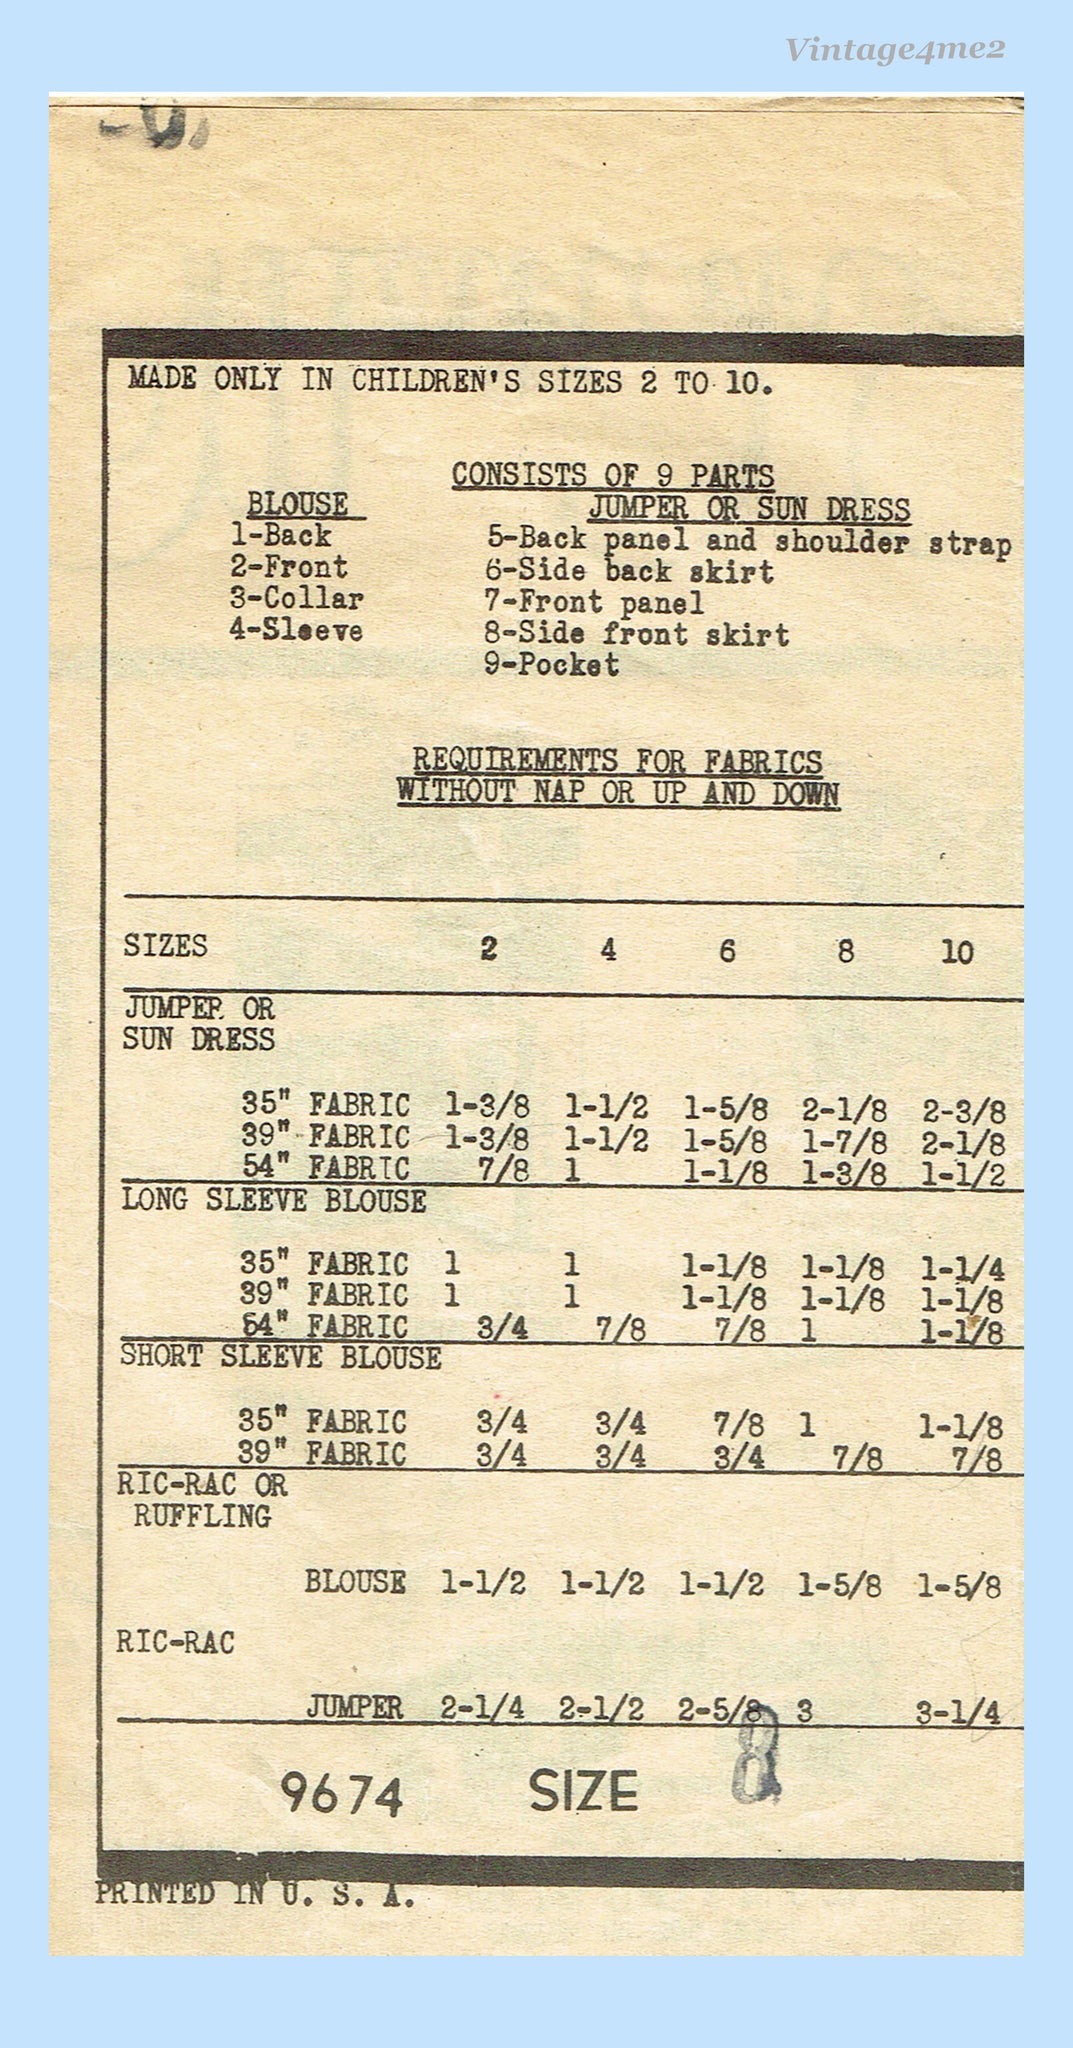 Vintage4me2
MADE ONLY IN CHILDREN'S SIZES 2 TO 10.
CONSISTS OF 9 PARTS
BLOUSE JUMPER OR SUN DRESS
1-Back 5-Back panel and shoulder strap
2-Front 6-Side back skirt
3-Collar 7-Front panel
4-Sleeve 8-Side front skirt
9-Pocket
REQUIREMENTS FOR FABRICS
WITHOUT NAP OR UP AND DOWN
SIZES 2 4 6 8 10
JUMPER OR
SUN DRESS
35" FABRIC 1-3/8 1-1/2 1-5/8 2-1/8 2-3/8
39" FABRIC 1-3/8 1-1/2 1-5/8 1-7/8 2-1/8
54" FABRIC 7/8 1 1-1/8 1-3/8 1-1/2
LONG SLEEVE BLOUSE
35" FABRIC 1 1 1-1/8 1-1/8 1-1/4
39" FABRIC 1 1 1-1/8 1-1/8 1-1/8
54" FABRIC 3/4 7/8 7/8 1 1-1/8
SHORT SLEEVE BLOUSE
35" FABRIC 3/4 3/4 7/8 1 1-1/8
39" FABRIC 3/4 3/4 3/4 7/8 7/8
RIC-RAC OR
RUFFLING
BLOUSE 1-1/2 1-1/2 1-1/2 1-5/8 1-5/8
RIC-RAC
JUMPER 2-1/4 2-1/2 2-5/8 3 3-1/4
9674 SIZE 8
PRINTED IN U. S. A.